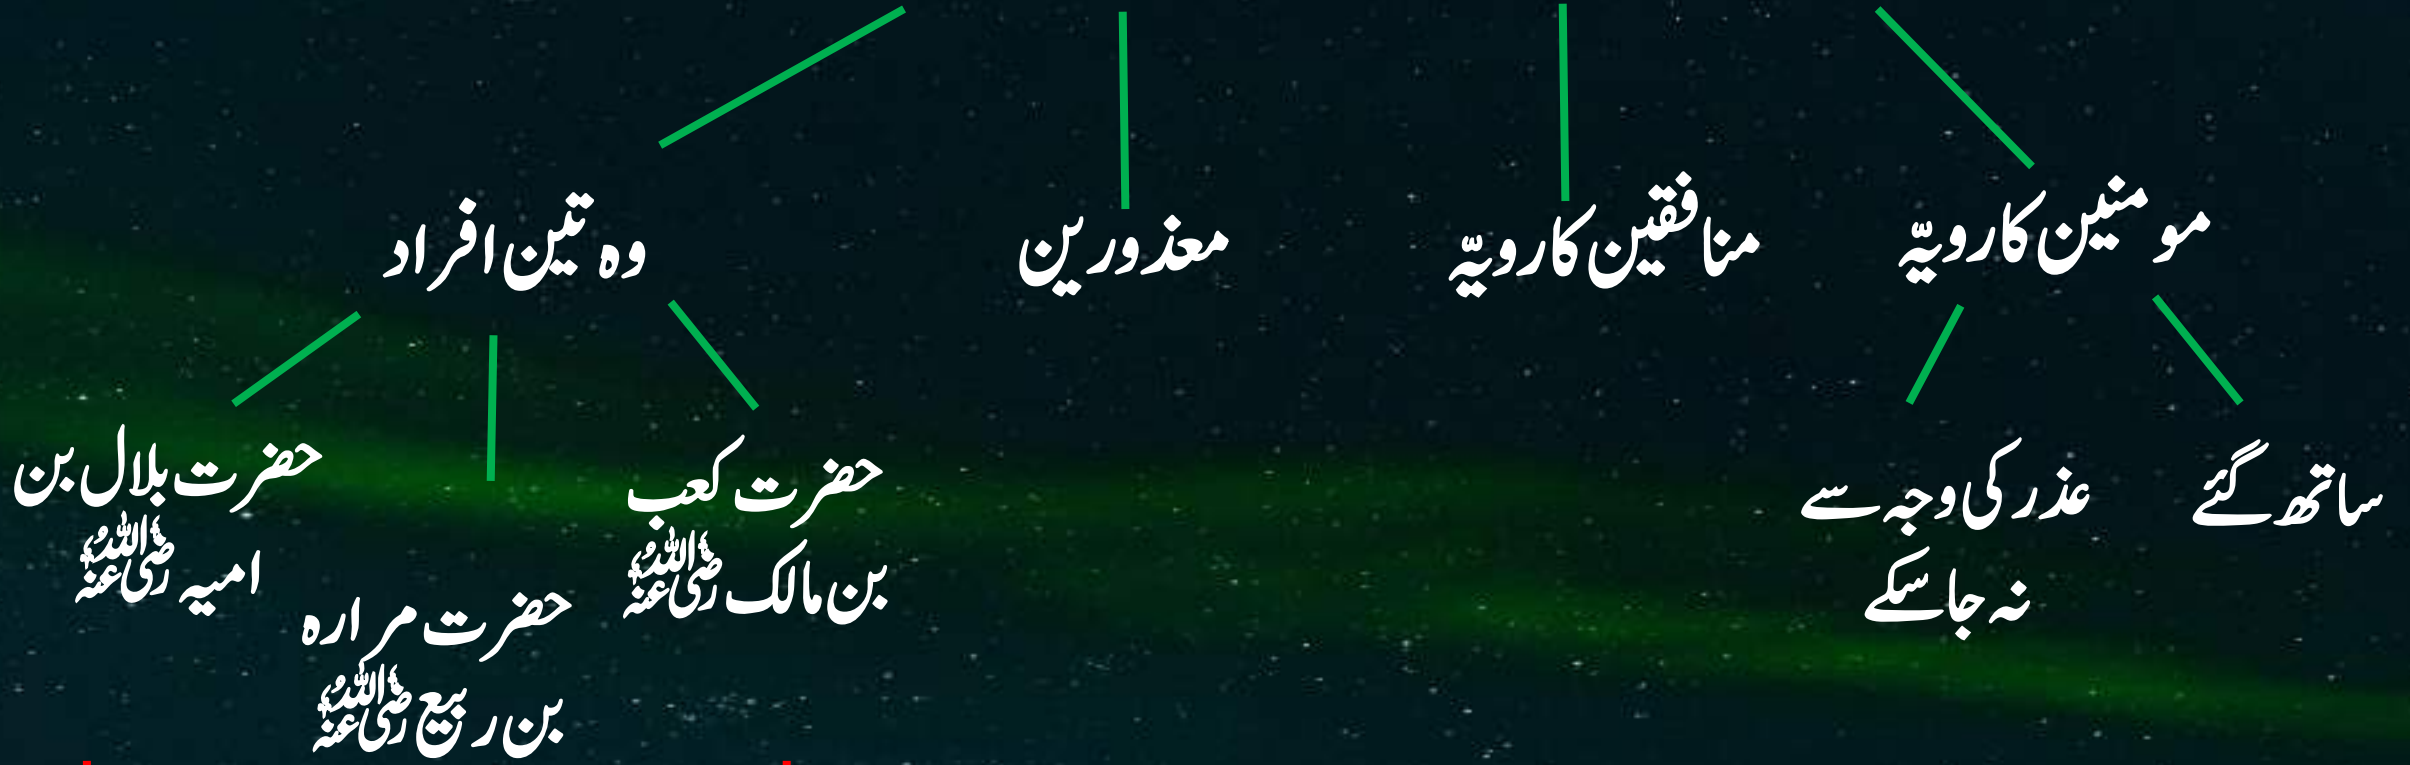 مومنین کا رویّہ
منافقین کا رویّہ
معذورین
وہ تین افراد
ساتھ گئے
عذر کی وجہ سے
نہ جا سکے
حضرت کعب
بن مالک رضی اللہ عنہ
حضرت مرارہ
بن ربیع رضی اللہ عنہ
حضرت بلال بن
امیہ رضی اللہ عنہ